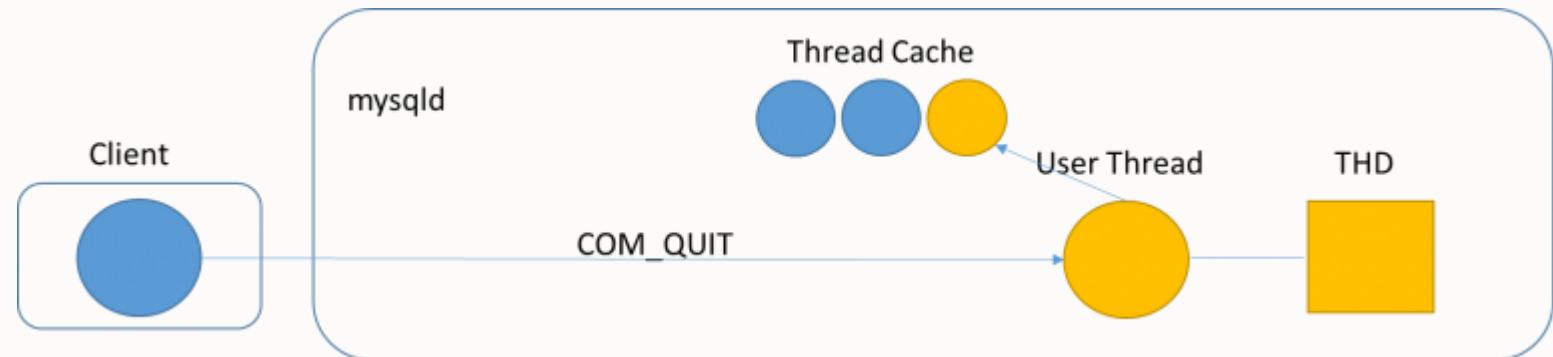 Thread Cache
mysqld
Client
User Thread
THD
COM_QUIT